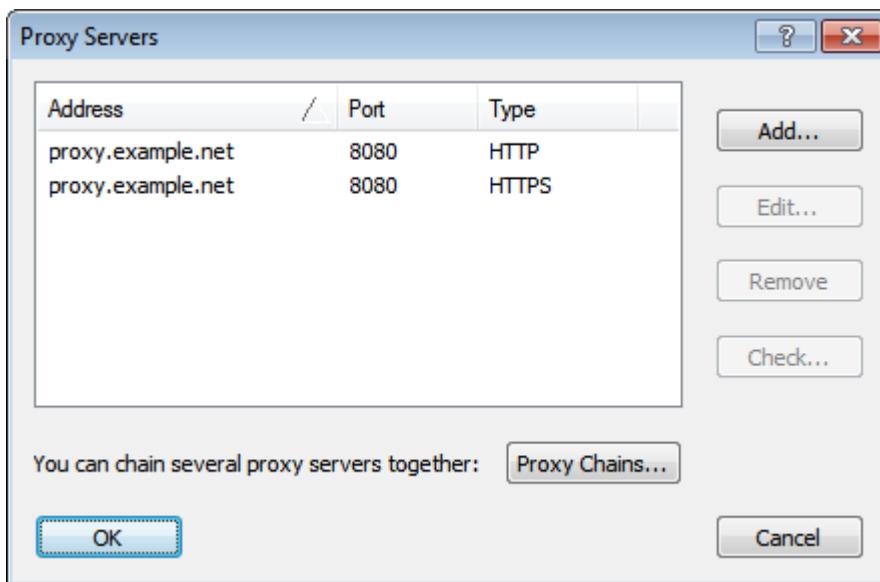 Proxy Servers
Address Port Type
proxy.example.net 8080 HTTP
proxy.example.net 8080 HTTPS
Add...
Edit...
Remove
Check...
You can chain several proxy servers together: Proxy Chains...
OK Cancel